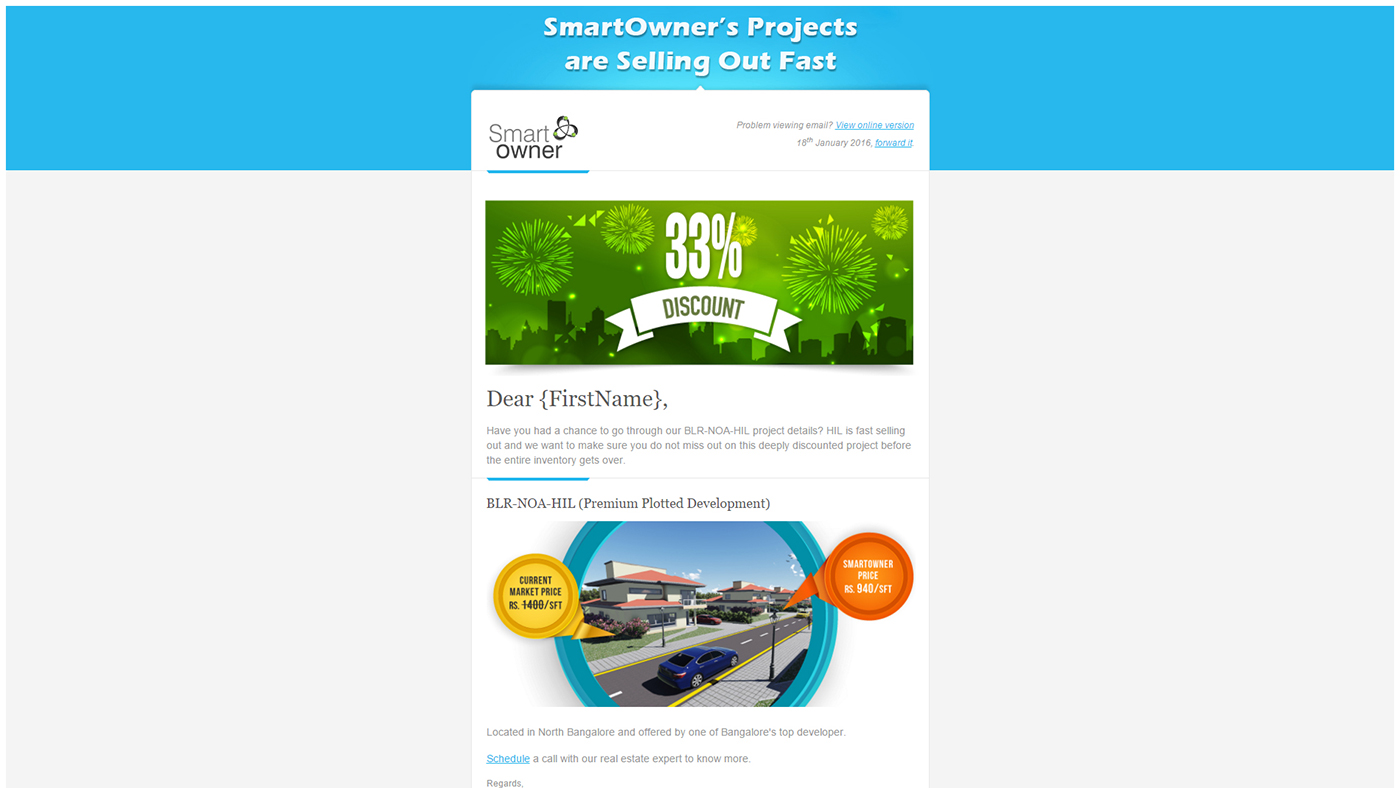 SmartOwner's Projects
are Selling Out Fast
Smart
owner
Problem viewing email? View online version
18th January 2016, forward it.
33%
DISCOUNT
Dear {FirstName},
Have you had a chance to go through our BLR-NOA-HIL project details? HIL is fast selling
out and we want to make sure you do not miss out on this deeply discounted project before
the entire inventory gets over.
BLR-NOA-HIL (Premium Plotted Development)
CURRENT
MARKET PRICE
RS. 1400/SFT
SMARTOWNER
PRICE
RS. 940/SFT
Located in North Bangalore and offered by one of Bangalore's top developer.
Schedule a call with our real estate expert to know more.
Regards,